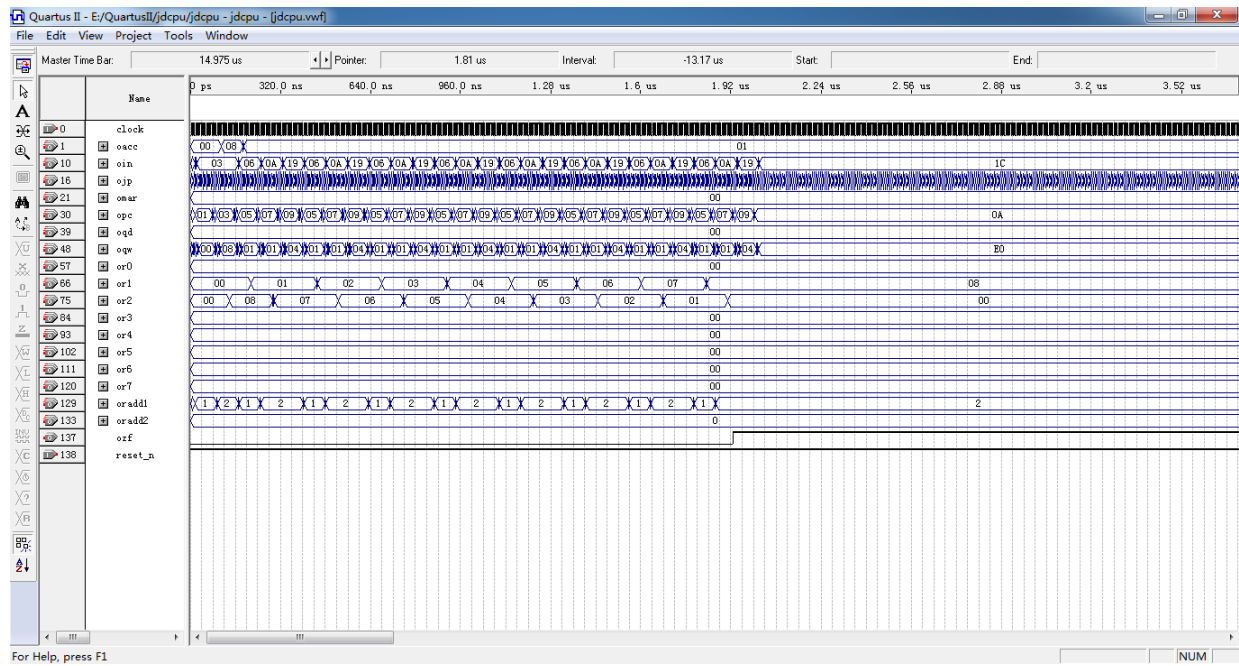 Quartus II - E:/QuartusII/jdcpu/jdcpu - jdcpu - [jdcpu.vwf]
File Edit View Project Tools Window
Master Time Bar: 14.975 us Pointer: 1.81 us Interval: -13.17 us Start: End:
Name
0 ps 320.0 ns 640.0 ns 960.0 ns 1.28 us 1.6 us 1.92 us 2.24 us 2.56 us 2.88 us 3.2 us 3.52 us
0 clock
1 oacc 00 08 01
10 oin 03 06 0A 19 06 0A 19 06 0A 19 06 0A 19 06 0A 19 06 0A 19 06 0A 19 06 0A 19 1C
16 ojp
21 omar 00
30 opc 01 03 05 07 09 05 07 09 05 07 09 05 07 09 05 07 09 05 07 09 05 07 09 05 07 09 0A
39 oqd 00
48 oqw 00 08 01 01 04 01 01 04 01 01 04 01 01 04 01 01 04 01 01 04 01 01 04 01 01 04 E0
57 or0 00
66 or1 00 01 02 03 04 05 06 07 08
75 or2 00 08 07 06 05 04 03 02 01 00
84 or3 00
93 or4 00
102 or5 00
111 or6 00
120 or7 00
129 oradd1 1 2 1 2 1 2 1 2 1 2 1 2 1 2 1 2 1 2
133 oradd2 0
137 orf
138 reset_n
For Help, press F1 NUM